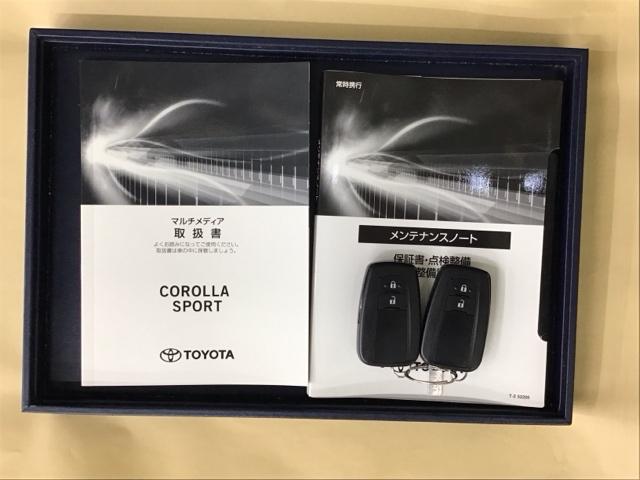 マルチメディア
取扱書
よくお読みになってご使用ください。
取扱書は車の中に保管しましょう。
COROLLA
SPORT
TOYOTA
常時携行
メンテナンスノート
保証書・点検整備
整備